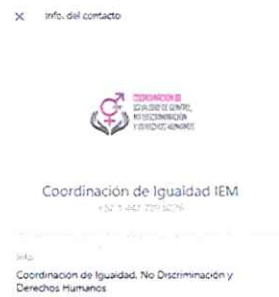 Info. del contacto
COORDINACIÓN DE
IGUALDAD DE GÉNERO,
NO DISCRIMINACIÓN
Y DERECHOS HUMANOS
Coordinación de Igualdad IEM
Info.
Coordinación de Igualdad, No Discriminación y
Derechos Humanos